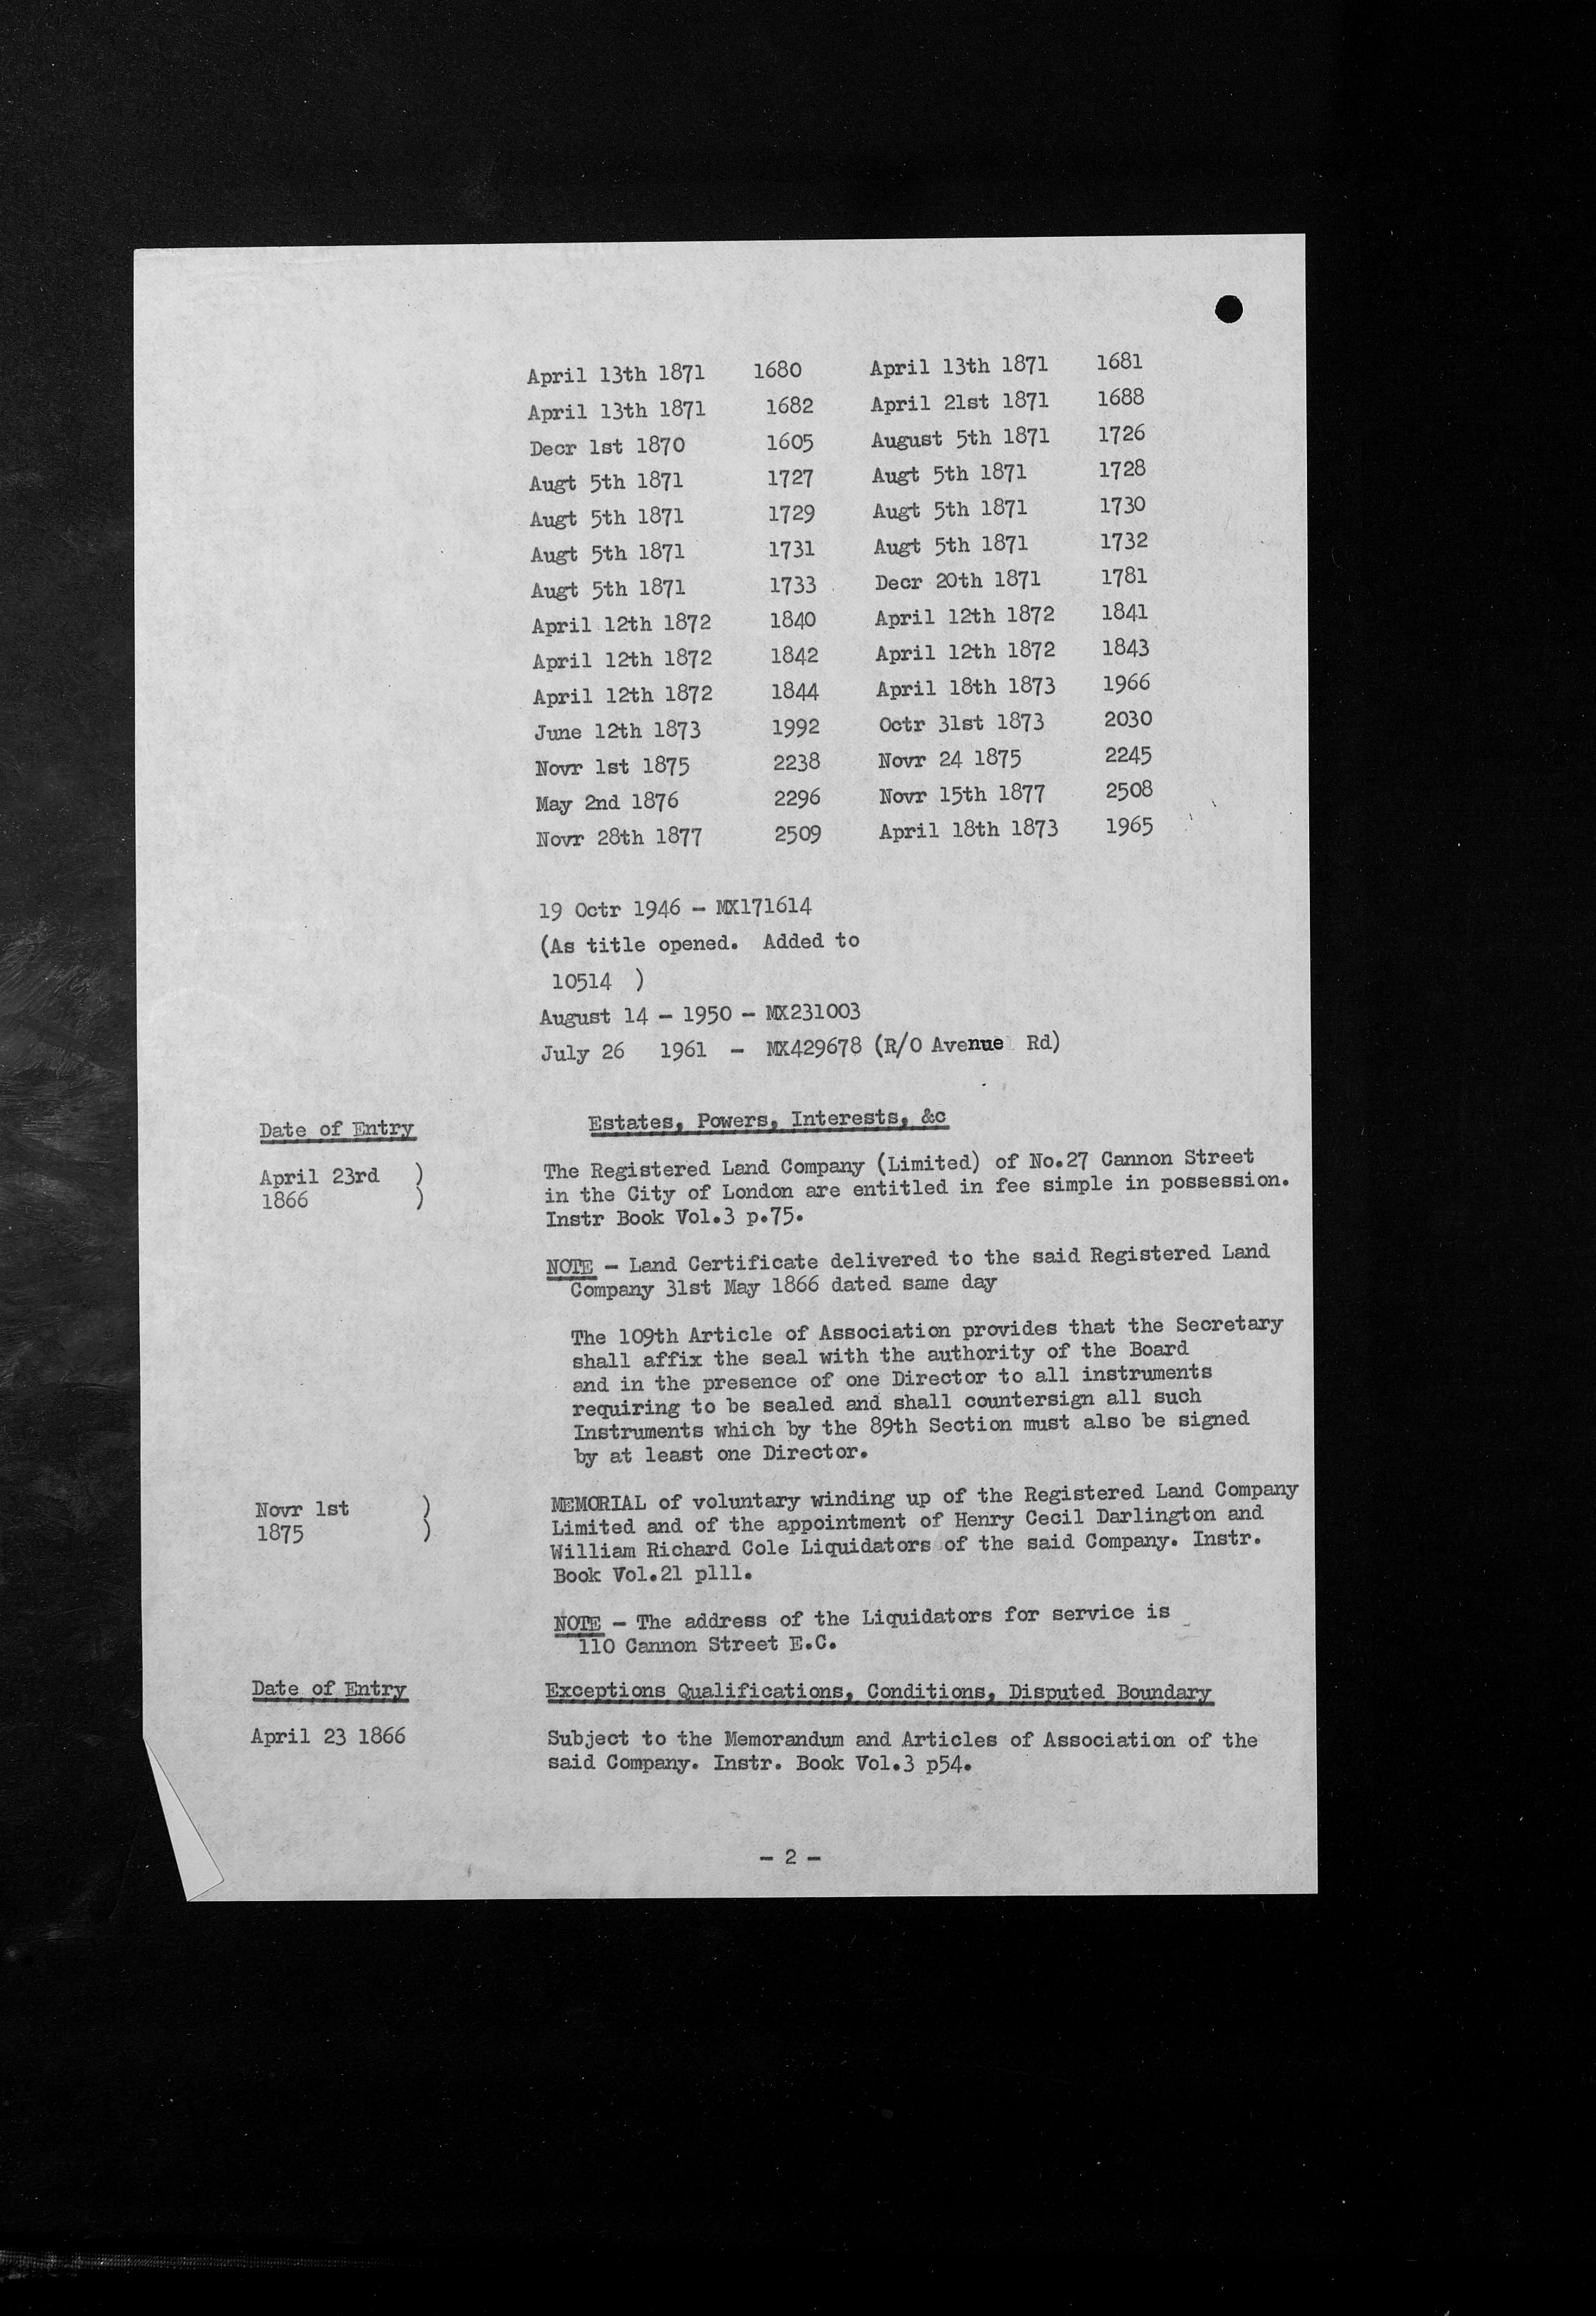 April 13th 1871 1680 April 13th 1871 1681
April 13th 1871 1682 April 21st 1871 1688
Decr 1st 1870 1605 August 5th 1871 1726
Augt 5th 1871 1727 Augt 5th 1871 1728
Augt 5th 1871 1729 Augt 5th 1871 1730
Augt 5th 1871 1731 Augt 5th 1871 1732
Augt 5th 1871 1733 Decr 20th 1871 1781
April 12th 1872 1840 April 12th 1872 1841
April 12th 1872 1842 April 12th 1872 1843
April 12th 1872 1844 April 18th 1873 1966
June 12th 1873 1992 Octr 31st 1873 2030
Novr 1st 1875 2238 Novr 24 1875 2245
May 2nd 1876 2296 Novr 15th 1877 2508
Novr 28th 1877 2509 April 18th 1873 1965
19 Octr 1946 - MX171614
(As title opened. Added to
10514 )
August 14 - 1950 - MX231003
July 26 1961 - MX429678 (R/O Avenue Rd)
Date of Entry Estates, Powers, Interests, &c
April 23rd ) The Registered Land Company (Limited) of No.27 Cannon Street
1866 ) in the City of London are entitled in fee simple in possession.
Instr Book Vol.3 p.75.
NOTE - Land Certificate delivered to the said Registered Land
Company 31st May 1866 dated same day
The 109th Article of Association provides that the Secretary
shall affix the seal with the authority of the Board
and in the presence of one Director to all instruments
requiring to be sealed and shall countersign all such
Instruments which by the 89th Section must also be signed
by at least one Director.
Novr 1st ) MEMORIAL of voluntary winding up of the Registered Land Company
1875 ) Limited and of the appointment of Henry Cecil Darlington and
William Richard Cole Liquidators of the said Company. Instr.
Book Vol.21 p111.
NOTE - The address of the Liquidators for service is
110 Cannon Street E.C.
Date of Entry Exceptions Qualifications, Conditions, Disputed Boundary
April 23 1866 Subject to the Memorandum and Articles of Association of the
said Company. Instr. Book Vol.3 p54.
- 2 -